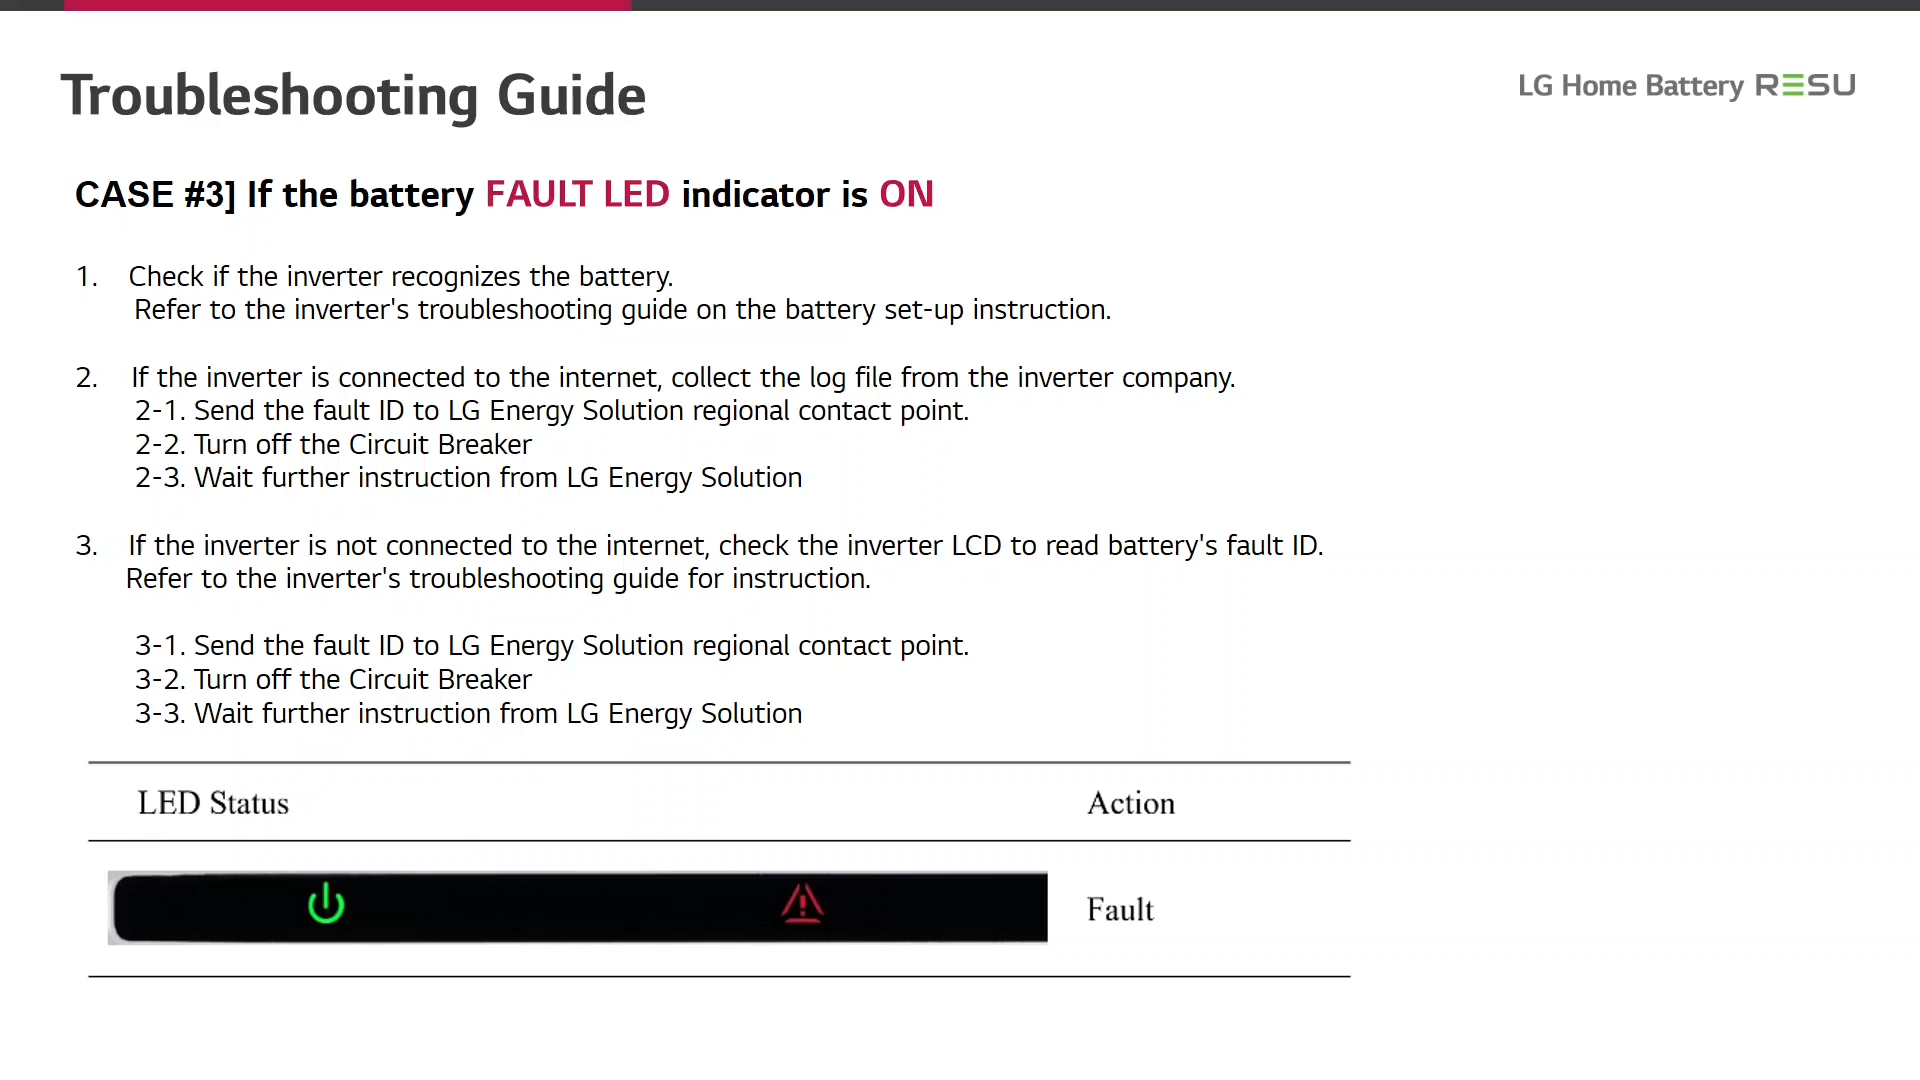 Troubleshooting Guide
LG Home Battery RESU
CASE #3] If the battery FAULT LED indicator is ON
1. Check if the inverter recognizes the battery.
Refer to the inverter's troubleshooting guide on the battery set-up instruction.
2. If the inverter is connected to the internet, collect the log file from the inverter company.
2-1. Send the fault ID to LG Energy Solution regional contact point.
2-2. Turn off the Circuit Breaker
2-3. Wait further instruction from LG Energy Solution
3. If the inverter is not connected to the internet, check the inverter LCD to read battery's fault ID.
Refer to the inverter's troubleshooting guide for instruction.
3-1. Send the fault ID to LG Energy Solution regional contact point.
3-2. Turn off the Circuit Breaker
3-3. Wait further instruction from LG Energy Solution
LED Status Action
Fault